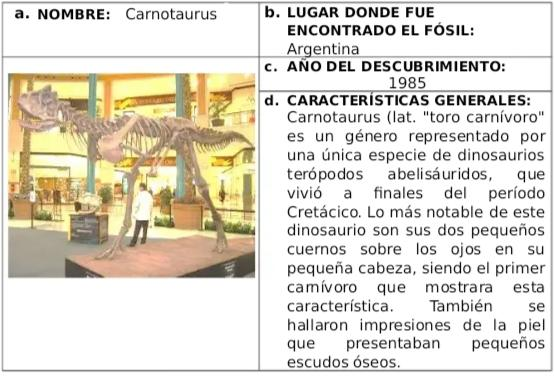 a. NOMBRE: Carnotaurus
b. LUGAR DONDE FUE
ENCONTRADO EL FÓSIL:
Argentina
c. AÑO DEL DESCUBRIMIENTO:
1985
d. CARACTERÍSTICAS GENERALES:
Carnotaurus (lat. "toro carnívoro"
es un género representado por
una única especie de dinosaurios
terópodos abelisáuridos, que
vivió a finales del período
Cretácico. Lo más notable de este
dinosaurio son sus dos pequeños
cuernos sobre los ojos en su
pequeña cabeza, siendo el primer
carnívoro que mostrara esta
característica. También se
hallaron impresiones de la piel
que presentaban pequeños
escudos óseos.